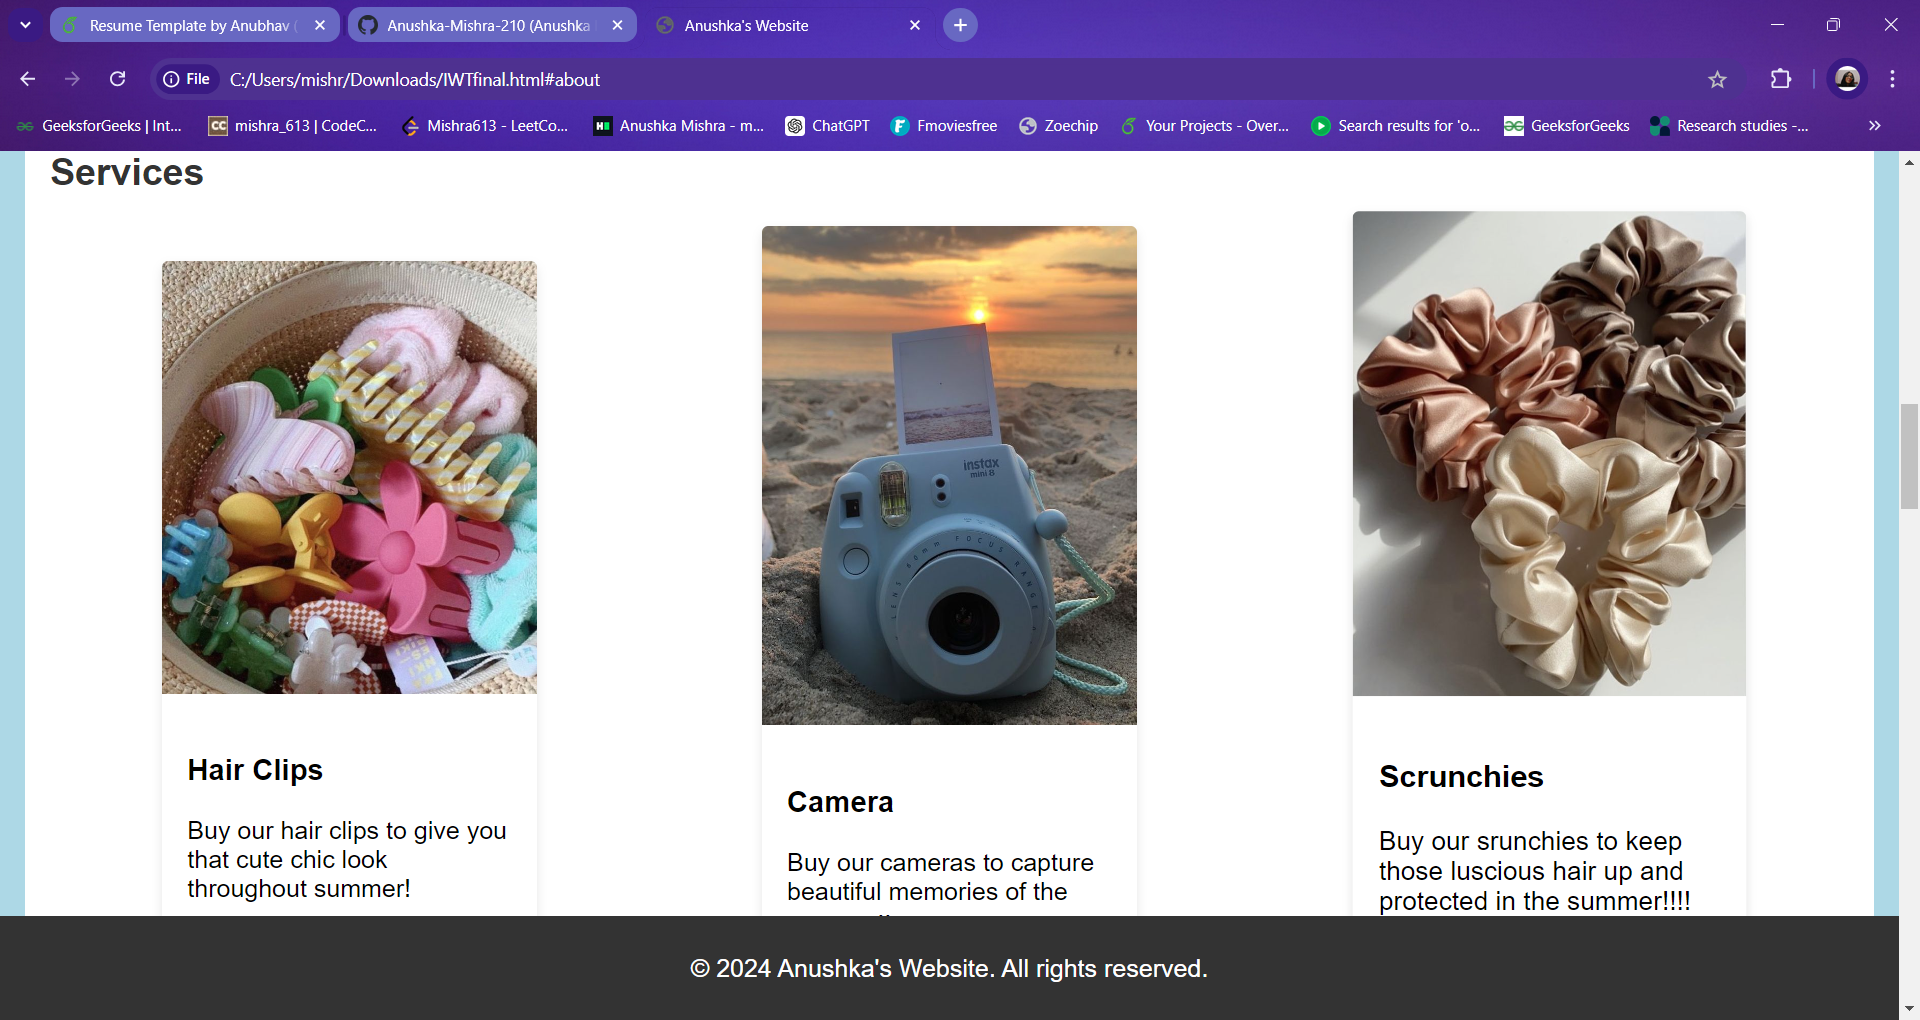 Resume Template by Anubhav (
Anushka-Mishra-210 (Anushka
Anushka's Website
File
C:/Users/mishr/Downloads/IWTfinal.html#about
GeeksforGeeks | Int...
mishra_613 | CodeC...
Mishra613 - LeetCo...
Anushka Mishra - m...
ChatGPT
Fmoviesfree
Zoechip
Your Projects - Over...
Search results for 'o...
GeeksforGeeks
Research studies -...
Services
instax
mini 8
Hair Clips
Buy our hair clips to give you
that cute chic look
throughout summer!
Camera
Buy our cameras to capture
beautiful memories of the
Scrunchies
Buy our srunchies to keep
those luscious hair up and
protected in the summer!!!!
© 2024 Anushka's Website. All rights reserved.